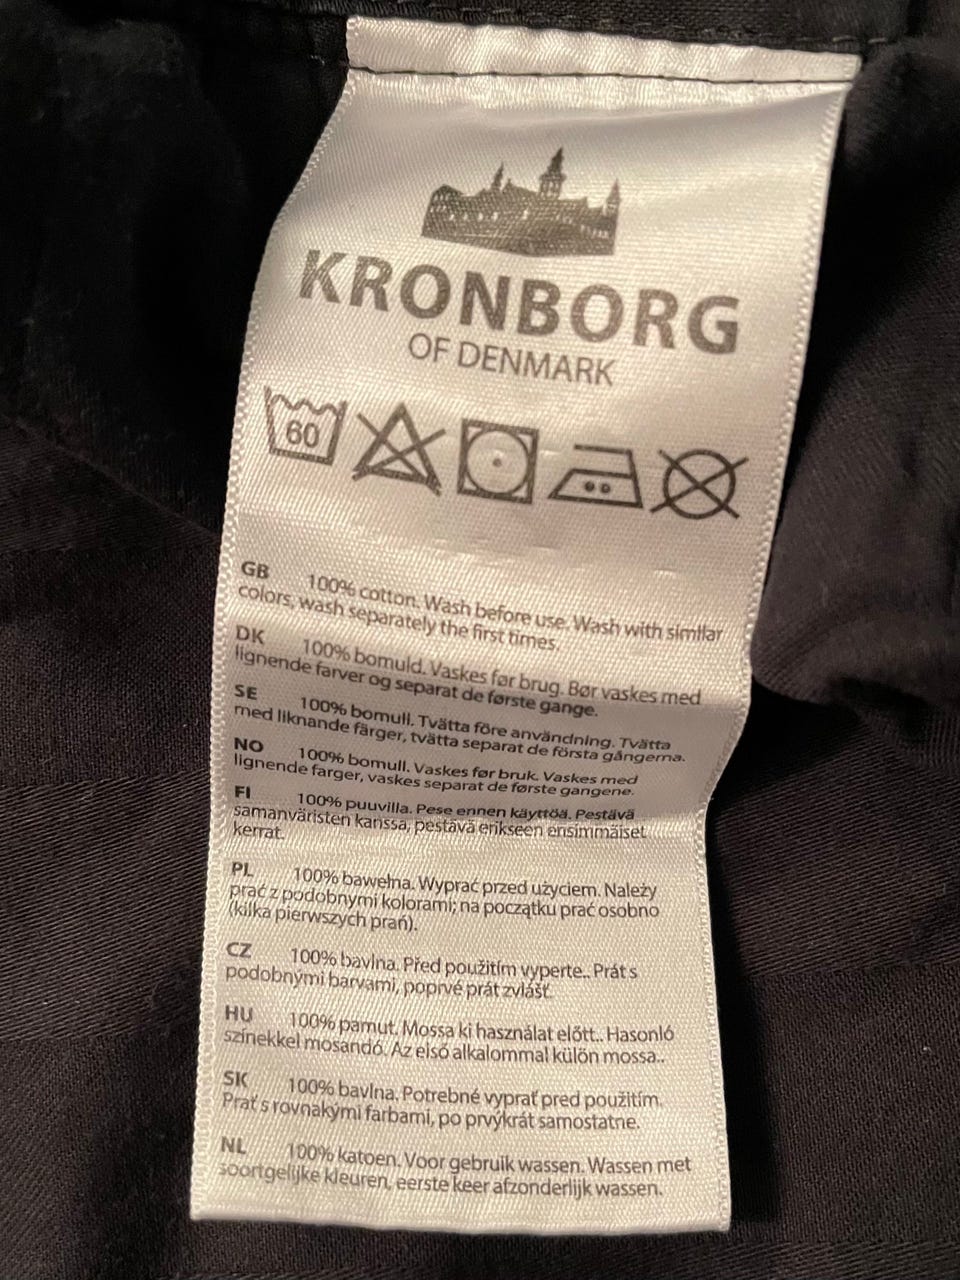 KRONBORG
OF DENMARK
60
GB 100% cotton. Wash before use. Wash with similar
colors, wash separately the first times.
DK 100% bomuld. Vaskes før brug. Bør vaskes med
lignende farver og separat de første gange.
SE 100% bomull. Tvätta före användning. Tvätta
med liknande färger, tvätta separat de första gångerna.
NO 100% bomull. Vaskes før bruk. Vaskes med
lignende farger, vaskes separat de første gangene.
FI 100% puuvilla. Pese ennen käyttöä. Pestävä
samanväristen kanssa, pestävä erikseen ensimmäiset
kerrat.
PL 100% bawełna. Wyprać przed użyciem. Należy
prać z podobnymi kolorami; na początku prać osobno
(kilka pierwszych prań).
CZ 100% bavlna. Před použitím vyperte.. Prát s
podobnými barvami, poprvé prát zvlášť.
HU 100% pamut. Mossa ki használat előtt.. Hasonló
színekkel mosandó. Az első alkalommal külön mossa..
SK 100% bavlna. Potrebné vyprať pred použitím.
Prať s rovnakými farbami, po prvýkrát samostatne.
NL 100% katoen. Voor gebruik wassen. Wassen met
soortgelijke kleuren, eerste keer afzonderlijk wassen.